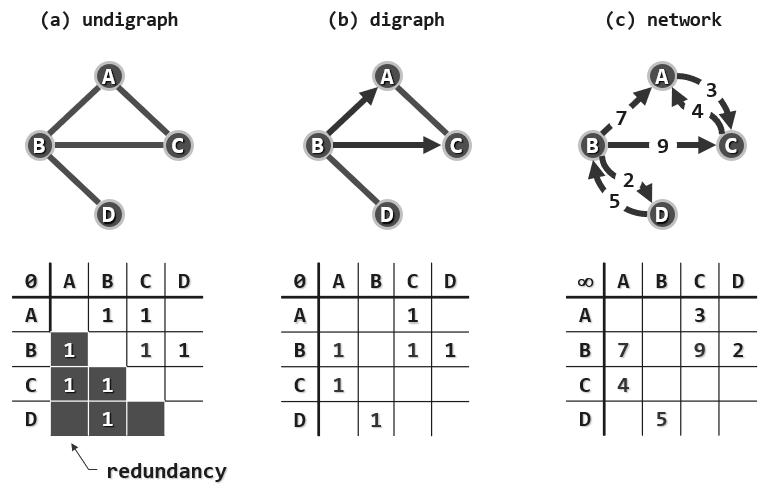 (a) undigraph (b) digraph (c) network
A A A
3
4
7
B C B C B 9 C
2
5
D D D
0 A B C D 0 A B C D ∞ A B C D
A 1 1 A 1 A 3
B 1 1 1 B 1 1 1 B 7 9 2
C 1 1 C 1 C 4
D 1 D 1 D 5
redundancy